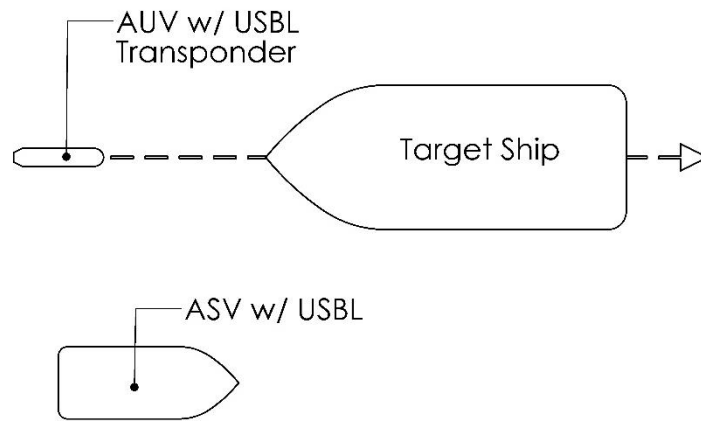 AUV w/ USBL
Transponder
Target Ship
ASV w/ USBL